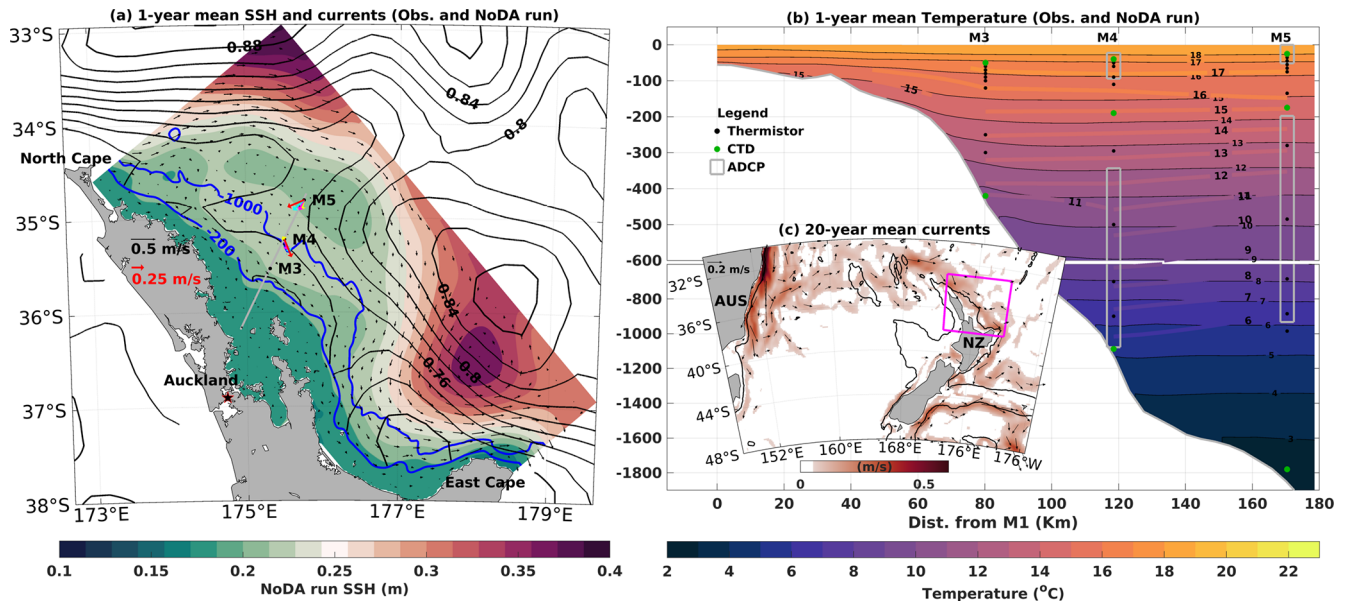 (a) 1-year mean SSH and currents (Obs. and NoDA run)
33°S
34°S
35°S
36°S
37°S
38°S
173°E
175°E
177°E
179°E
0.88
0.84
0.8
0.84
0.76
0.8
North Cape
1000
200
M5
M4
M3
0.5 m/s
0.25 m/s
Auckland
East Cape
0.1
0.15
0.2
0.25
0.3
0.35
0.4
NoDA run SSH (m)
(b) 1-year mean Temperature (Obs. and NoDA run)
M3
M4
M5
0
-100
-200
-300
-400
-500
-600
-800
-1000
-1200
-1400
-1600
-1800
Legend
Thermistor
CTD
ADCP
15
15
18
17
17
16
16
15
15
14
14
13
13
12
12
11
11
10
10
9
9
8
8
7
7
6
6
5
4
3
0
20
40
60
80
100
120
140
160
180
Dist. from M1 (Km)
(c) 20-year mean currents
0.2 m/s
32°S
36°S
40°S
44°S
48°S
AUS
NZ
152°E
160°E
168°E
176°W
(m/s)
0
0.5
2
4
6
8
10
12
14
16
18
20
22
Temperature (°C)